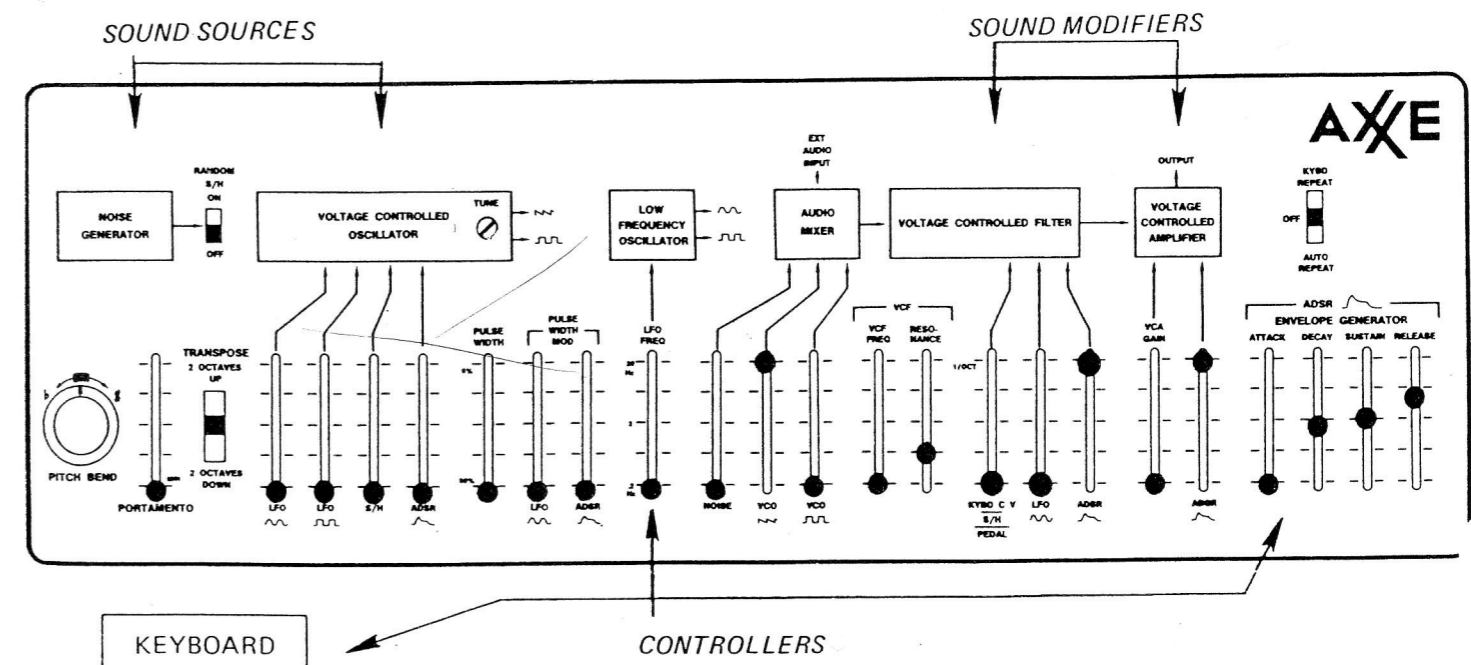 SOUND SOURCES
SOUND MODIFIERS
AXXE
NOISE
GENERATOR
RANDOM
S/H
ON
OFF
VOLTAGE CONTROLLED
OSCILLATOR
TUNE
LOW
FREQUENCY
OSCILLATOR
EXT
AUDIO
INPUT
AUDIO
MIXER
VOLTAGE CONTROLLED FILTER
OUTPUT
VOLTAGE
CONTROLLED
AMPLIFIER
KYBD
REPEAT
OFF
AUTO
REPEAT
PITCH BEND
PORTAMENTO
TRANSPOSE
2 OCTAVES
UP
2 OCTAVES
DOWN
LFO
LFO
S/H
ADSR
PULSE
WIDTH
50%
PULSE
WIDTH
MOD
LFO
ADSR
LFO
FREQ
20
Hz
Hz
NOISE
VCO
VCO
VCF
VCF
FREQ
RESO-
NANCE
1/OCT
KYBD C V
S/H
PEDAL
LFO
ADSR
VCA
GAIN
ADSR
ADSR
ENVELOPE GENERATOR
ATTACK
DECAY
SUSTAIN
RELEASE
KEYBOARD
CONTROLLERS